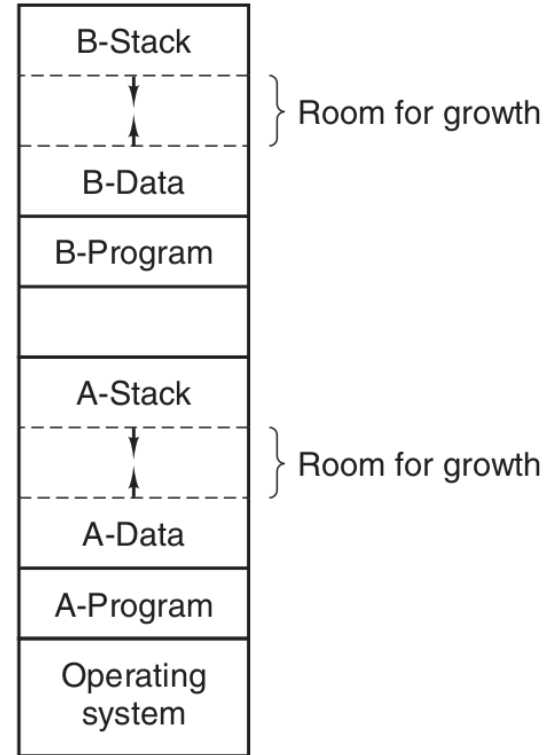 B-Stack
Room for growth
B-Data
B-Program
A-Stack
Room for growth
A-Data
A-Program
Operating
system